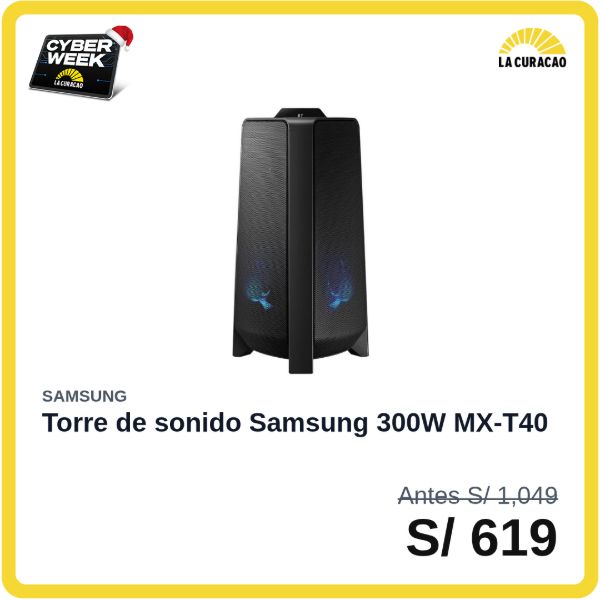 CYBER
WEEK
LA CURACAO
LA CURACAO
SAMSUNG
Torre de sonido Samsung 300W MX-T40
Antes S/ 1,049
S/ 619